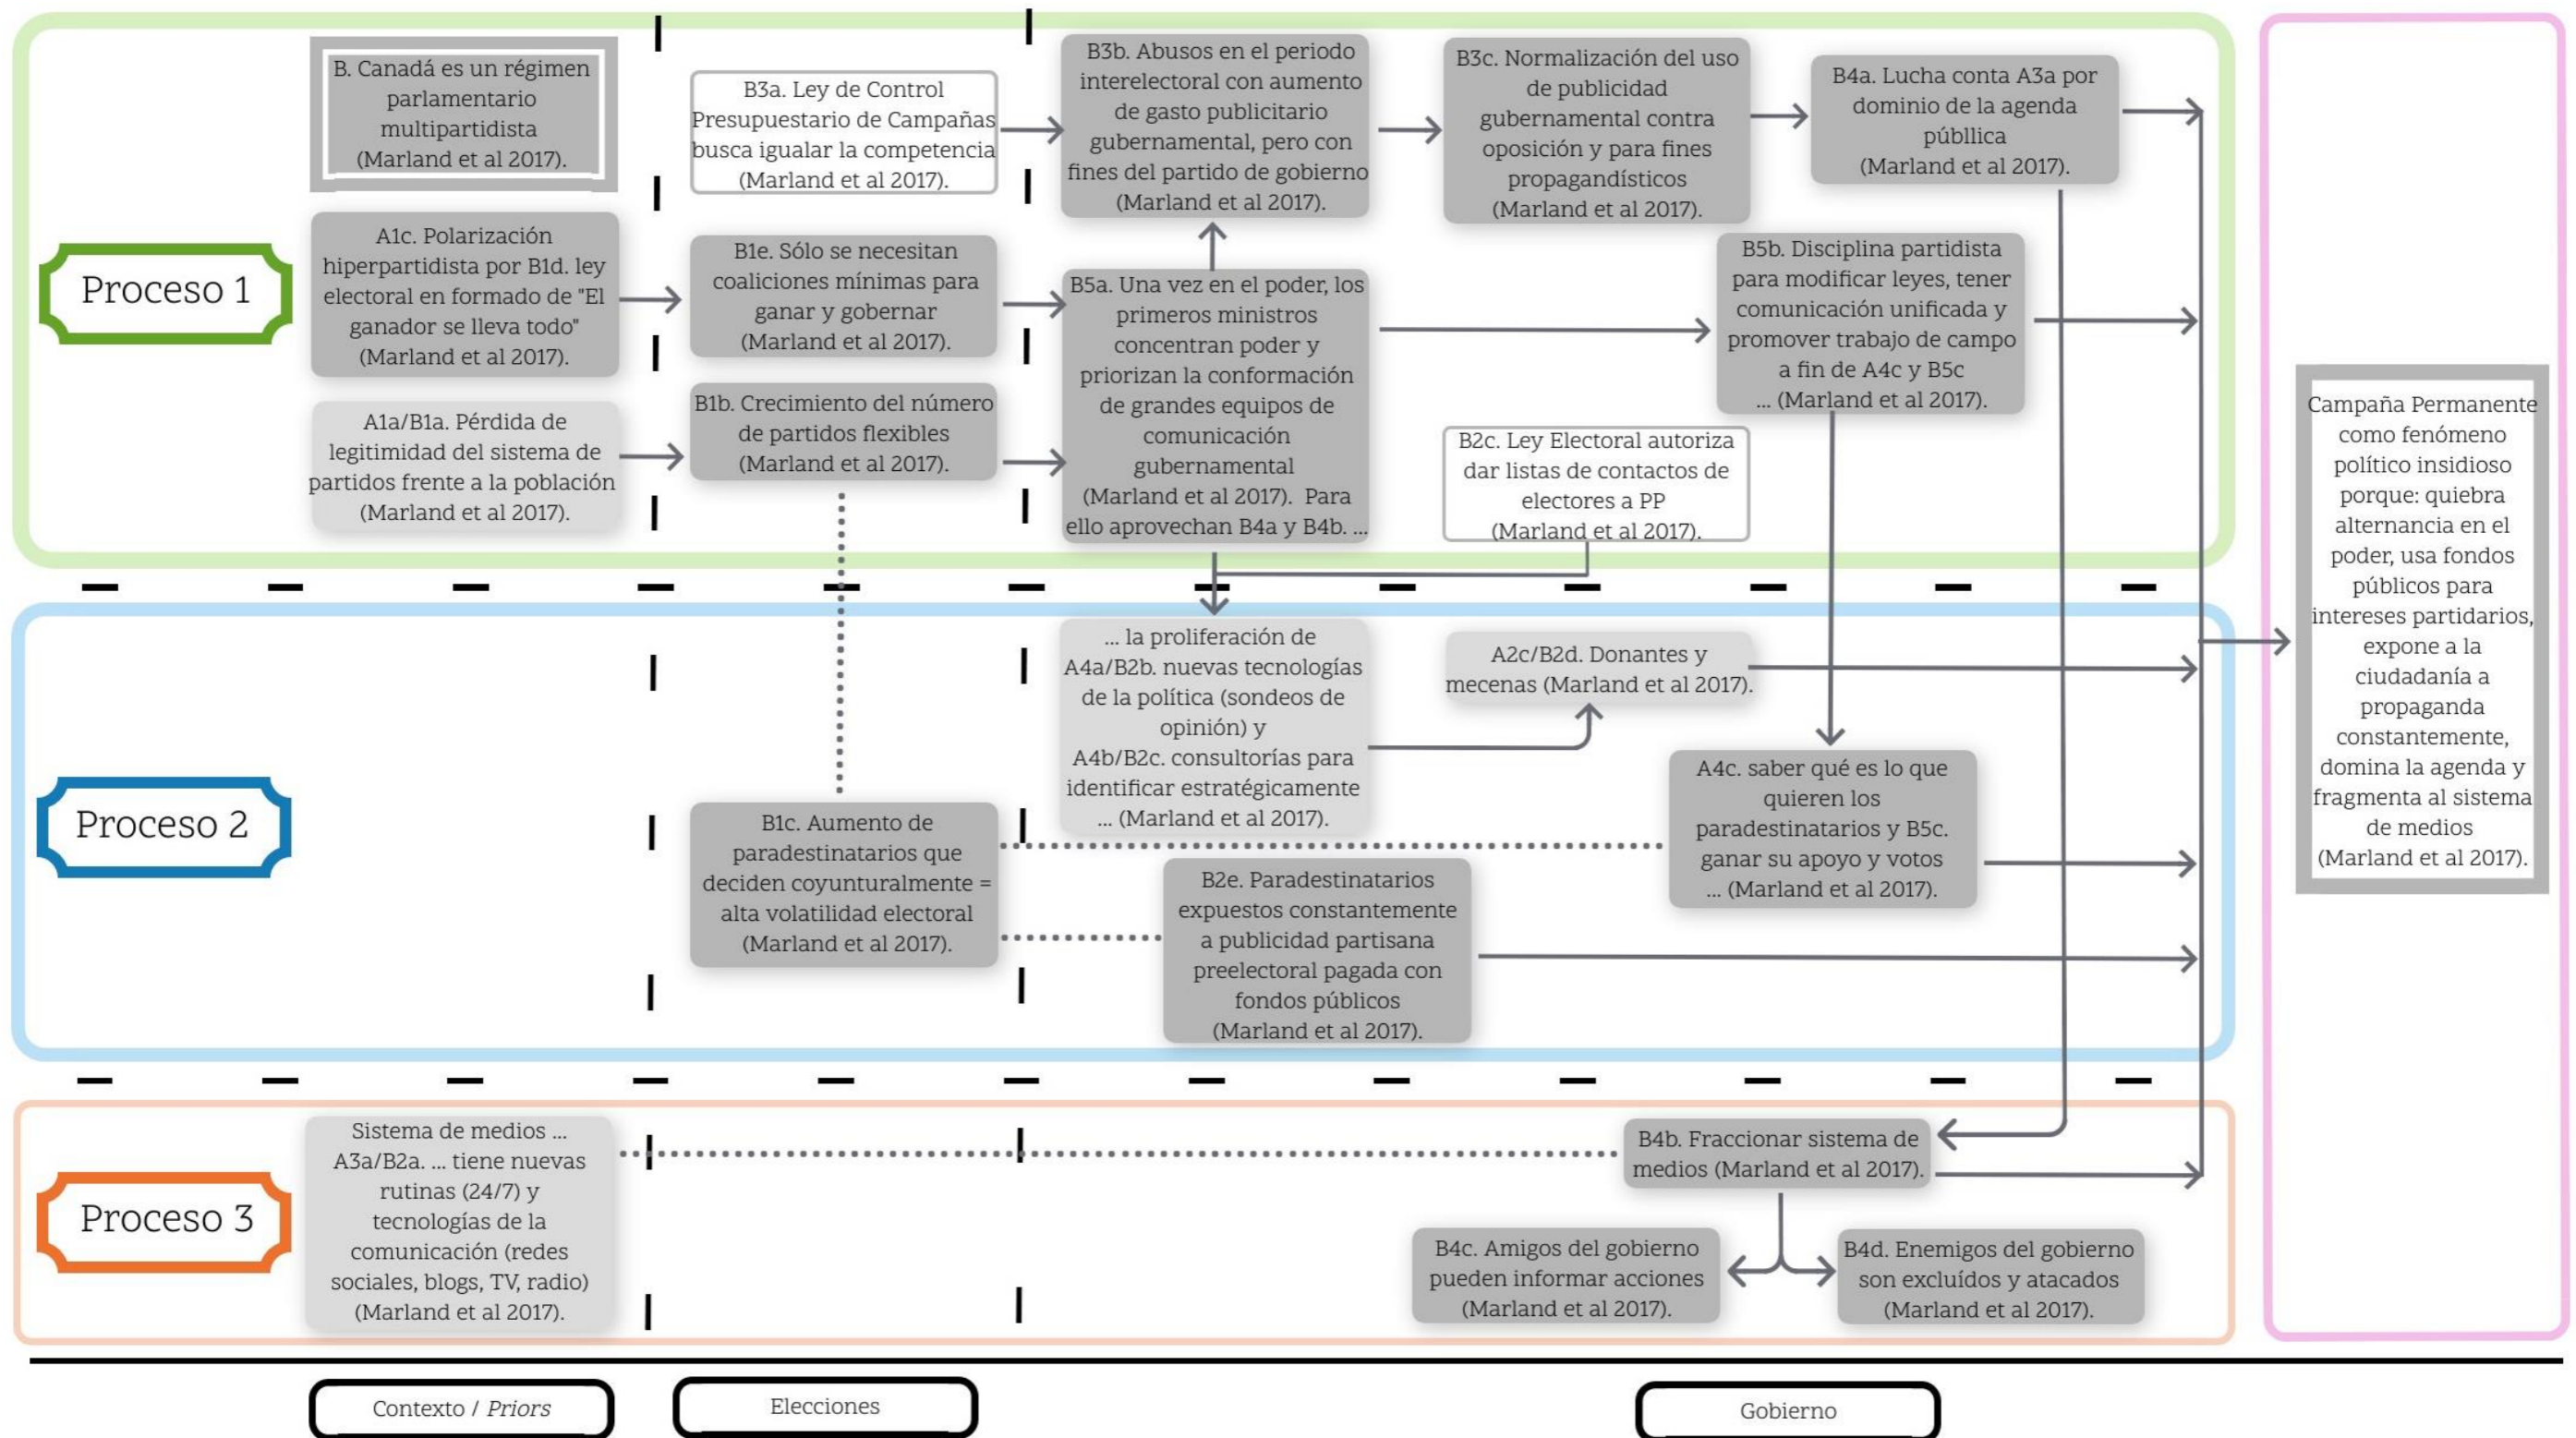 Proceso 1
B. Canadá es un régimen
parlamentario
multipartidista
(Marland et al 2017).
A1c. Polarización
hiperpartidista por B1d. ley
electoral en formado de "El
ganador se lleva todo"
(Marland et al 2017).
A1a/B1a. Pérdida de
legitimidad del sistema de
partidos frente a la población
(Marland et al 2017).
B3a. Ley de Control
Presupuestario de Campañas
busca igualar la competencia
(Marland et al 2017).
B1e. Sólo se necesitan
coaliciones mínimas para
ganar y gobernar
(Marland et al 2017).
B1b. Crecimiento del número
de partidos flexibles
(Marland et al 2017).
B3b. Abusos en el periodo
interelectoral con aumento
de gasto publicitario
gubernamental, pero con
fines del partido de gobierno
(Marland et al 2017).
B5a. Una vez en el poder, los
primeros ministros
concentran poder y
priorizan la conformación
de grandes equipos de
comunicación
gubernamental
(Marland et al 2017). Para
ello aprovechan B4a y B4b. ...
B3c. Normalización del uso
de publicidad
gubernamental contra
oposición y para fines
propagandísticos
(Marland et al 2017).
B4a. Lucha conta A3a por
dominio de la agenda
públlica
(Marland et al 2017).
B5b. Disciplina partidista
para modificar leyes, tener
comunicación unificada y
promover trabajo de campo
a fin de A4c y B5c
... (Marland et al 2017).
B2c. Ley Electoral autoriza
dar listas de contactos de
electores a PP
(Marland et al 2017).
Proceso 2
B1c. Aumento de
paradestinatarios que
deciden coyunturalmente =
alta volatilidad electoral
(Marland et al 2017).
... la proliferación de
A4a/B2b. nuevas tecnologías
de la política (sondeos de
opinión) y
A4b/B2c. consultorías para
identificar estratégicamente
... (Marland et al 2017).
A2c/B2d. Donantes y
mecenas (Marland et al 2017).
A4c. saber qué es lo que
quieren los
paradestinatarios y B5c.
ganar su apoyo y votos
... (Marland et al 2017).
B2e. Paradestinatarios
expuestos constantemente
a publicidad partisana
preelectoral pagada con
fondos públicos
(Marland et al 2017).
Proceso 3
Sistema de medios ...
A3a/B2a. ... tiene nuevas
rutinas (24/7) y
tecnologías de la
comunicación (redes
sociales, blogs, TV, radio)
(Marland et al 2017).
B4b. Fraccionar sistema de
medios (Marland et al 2017).
B4c. Amigos del gobierno
pueden informar acciones
(Marland et al 2017).
B4d. Enemigos del gobierno
son excluídos y atacados
(Marland et al 2017).
Campaña Permanente
como fenómeno
político insidioso
porque: quiebra
alternancia en el
poder, usa fondos
públicos para
intereses partidarios,
expone a la
ciudadanía a
propaganda
constantemente,
domina la agenda y
fragmenta al sistema
de medios
(Marland et al 2017).
Contexto / Priors
Elecciones
Gobierno